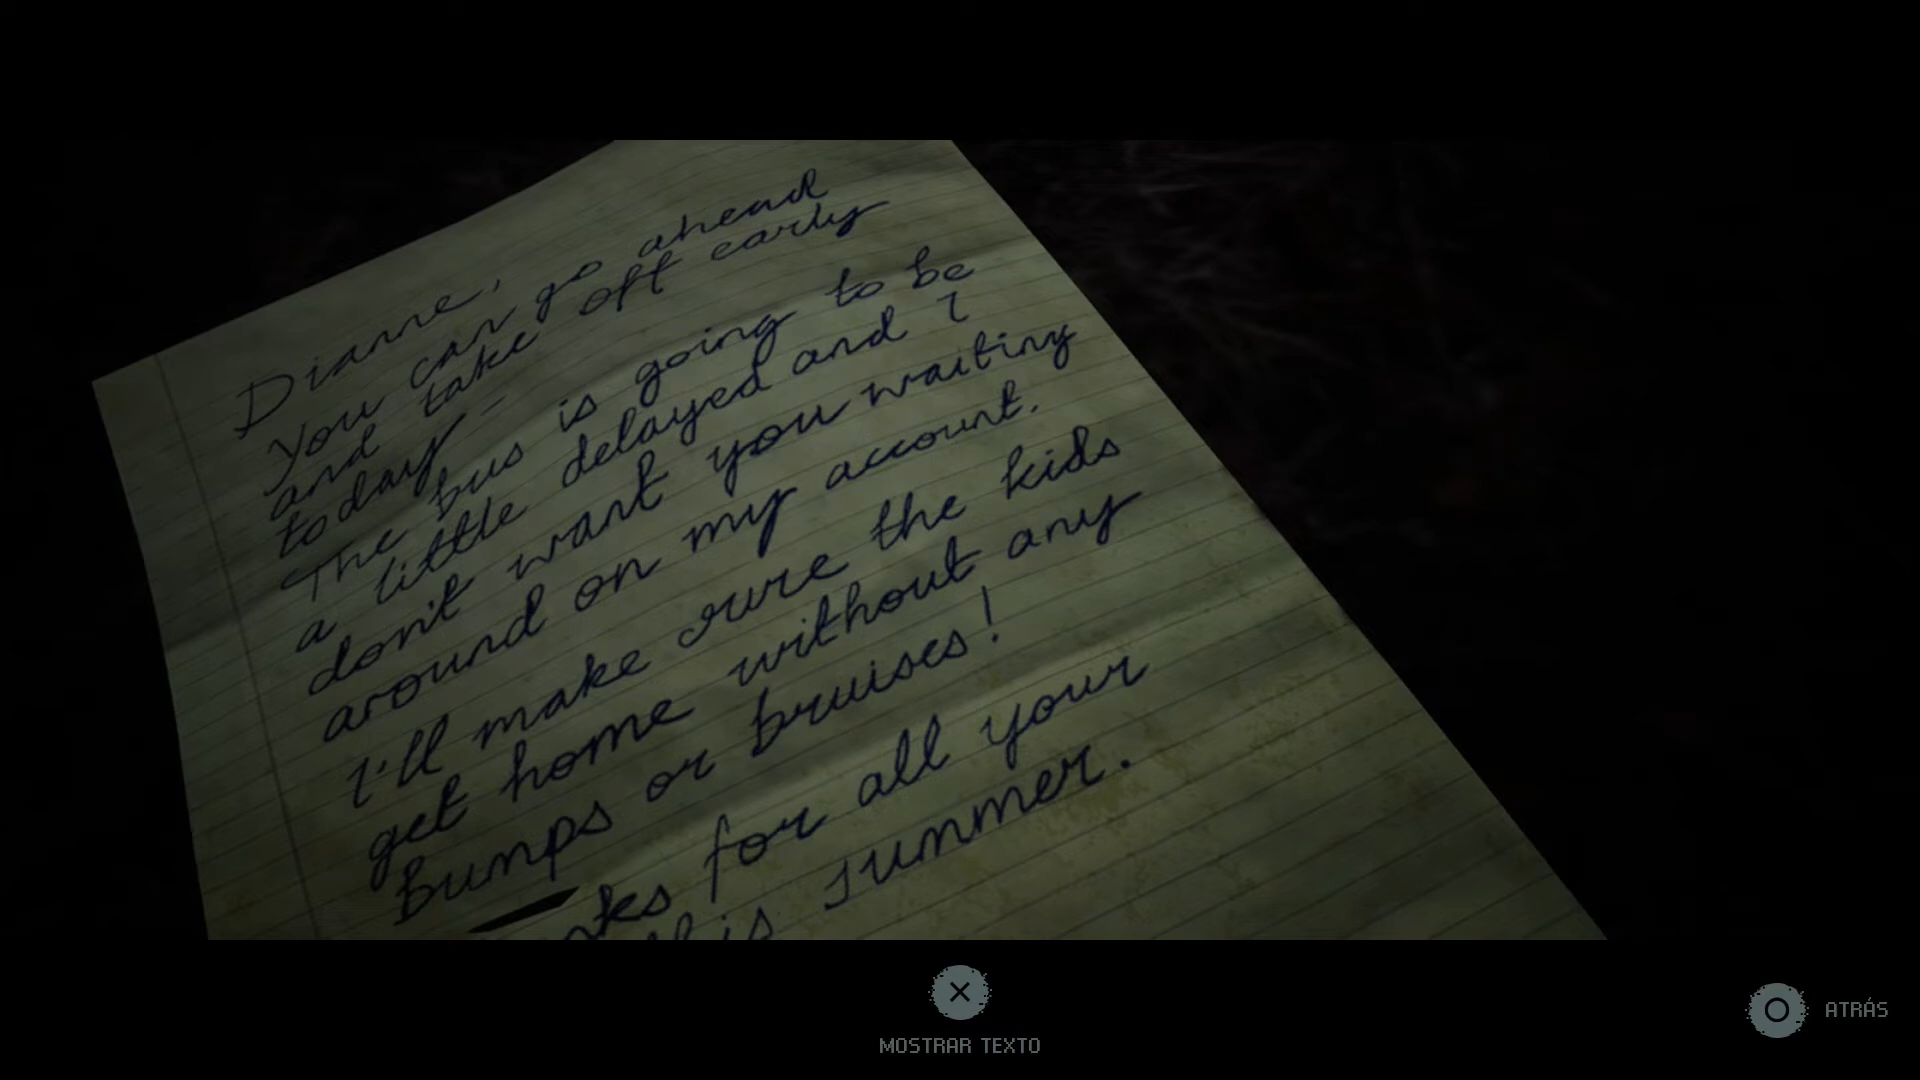 Dianne,
You can go ahead
and take off early
today -
The bus is going to be
a little delayed and I
don't want you waiting
around on my account.
I'll make sure the kids
get home without any
bumps or bruises!
for all your
summer.
MOSTRAR TEXTO
ATRÁS